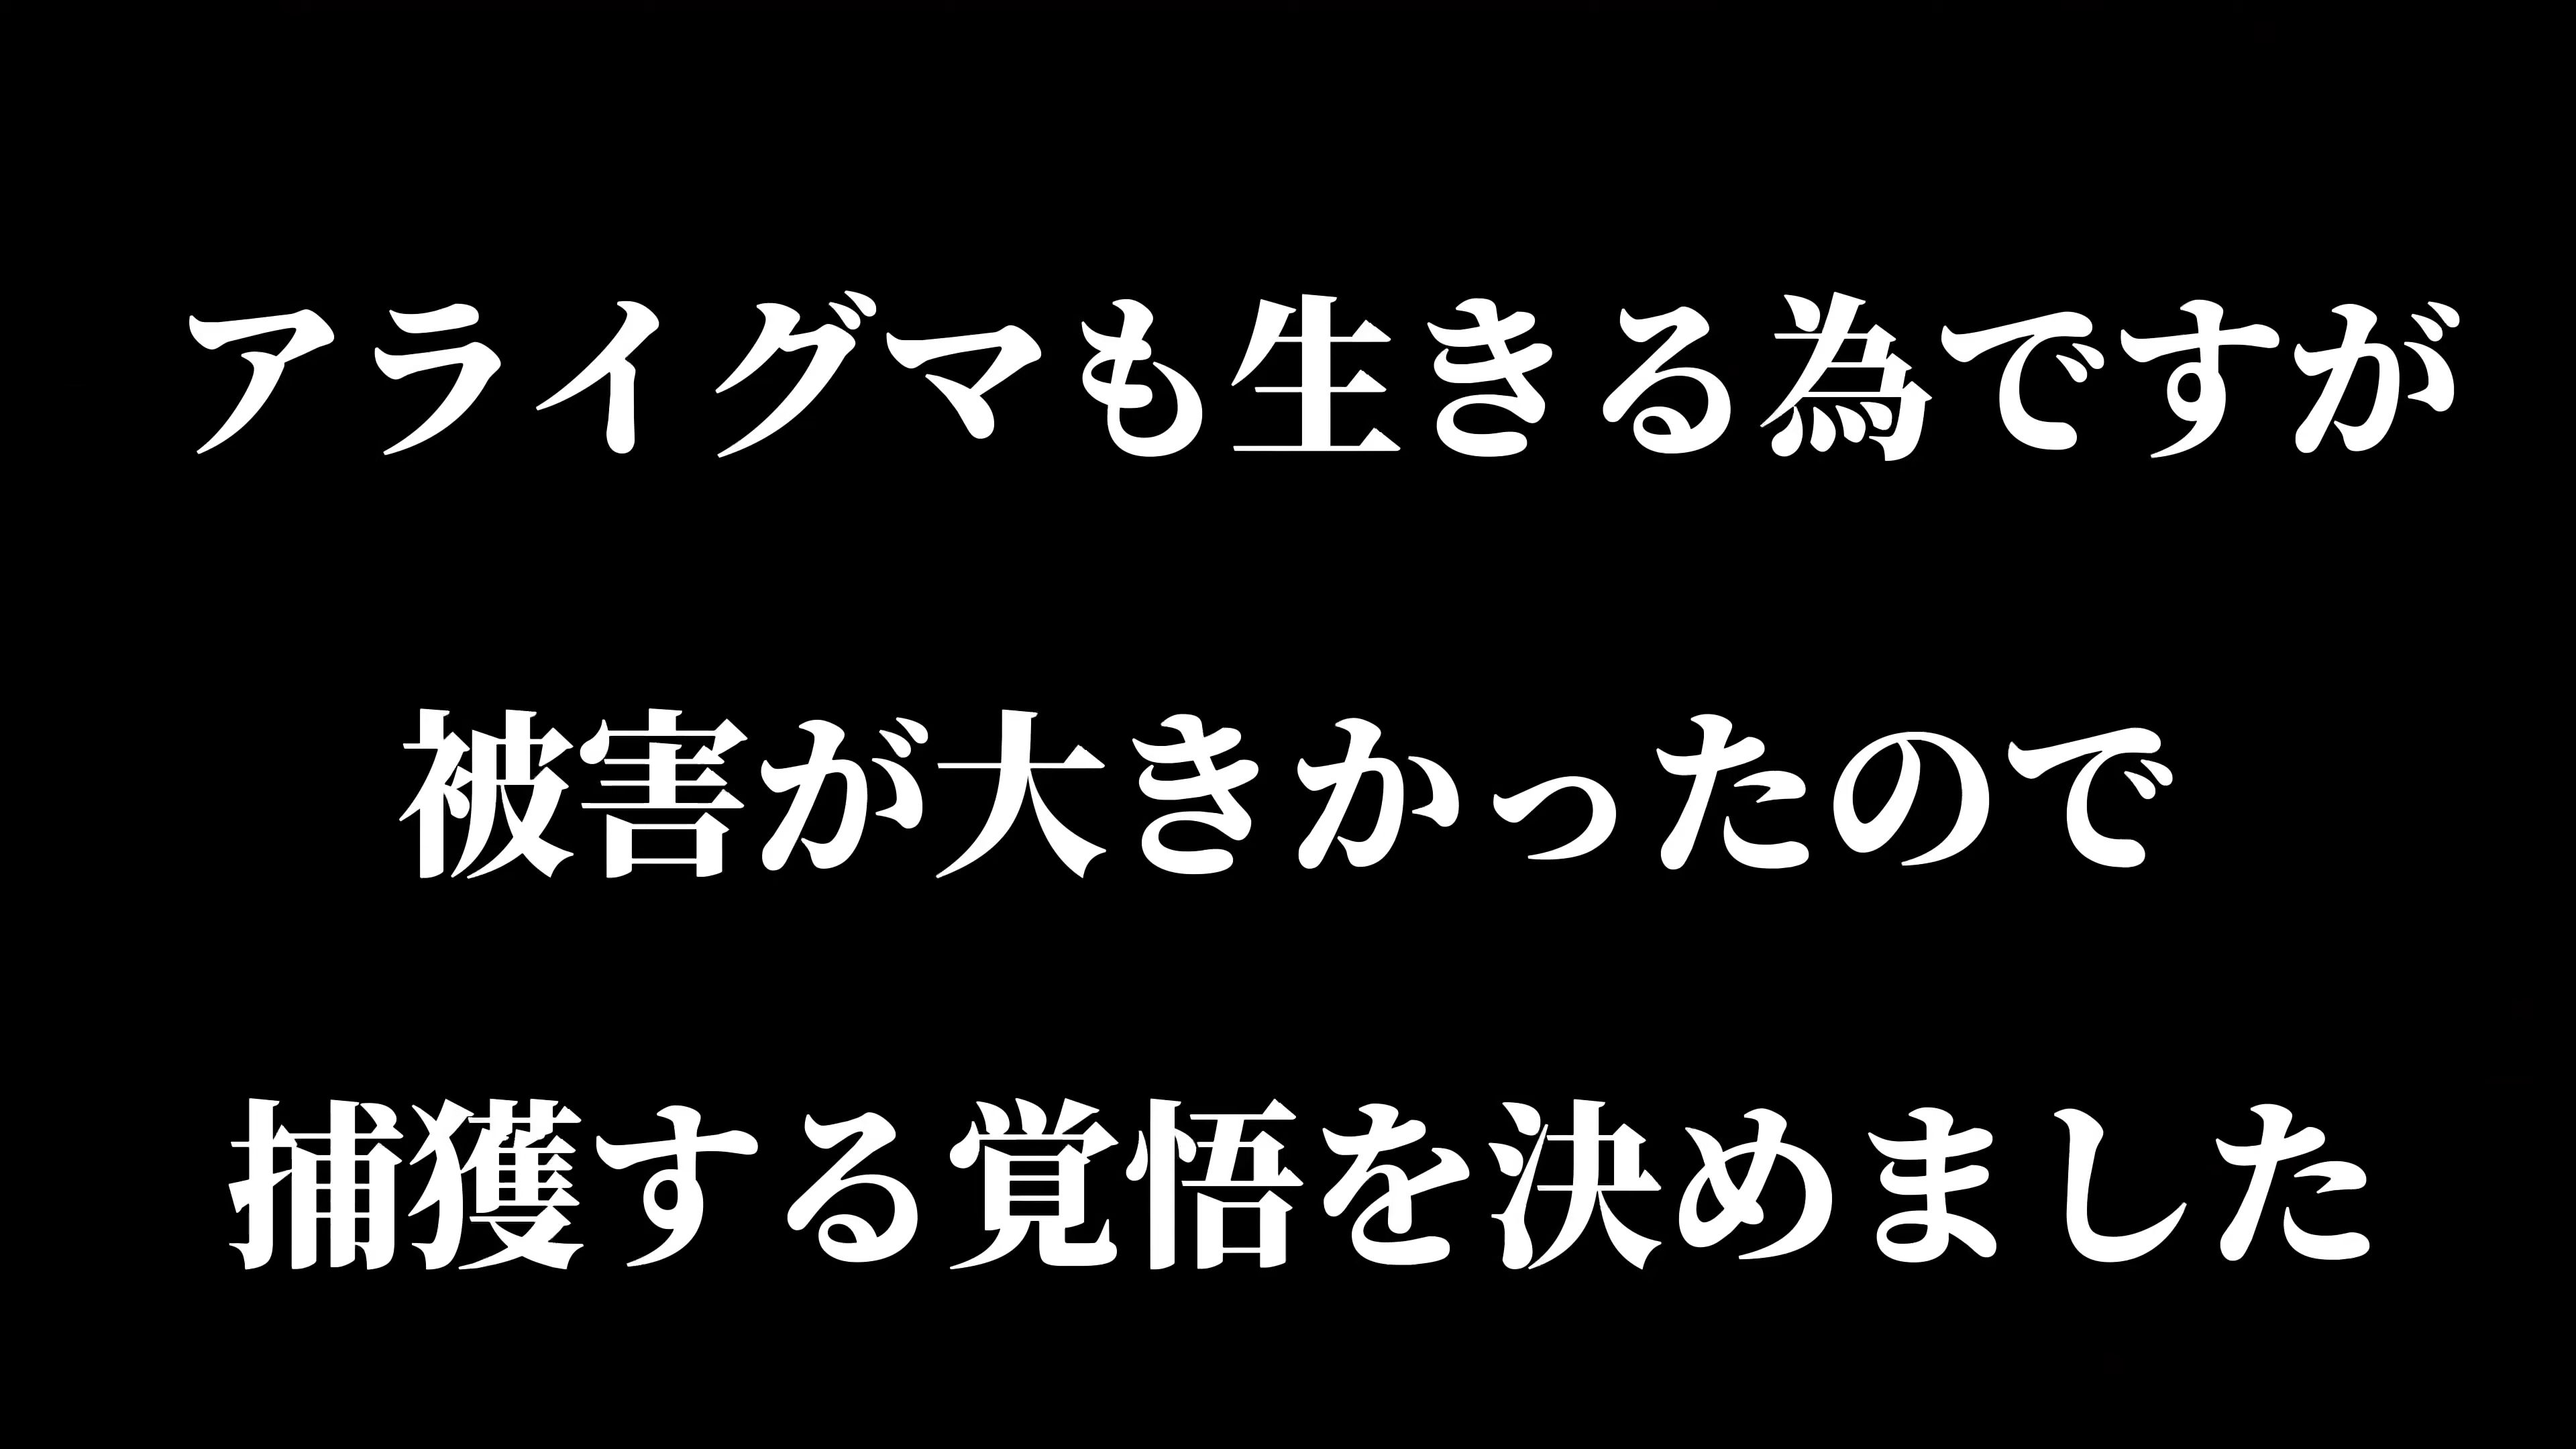 アライグマも生きる為ですが
被害が大きかったので
捕獲する覚悟を決めました